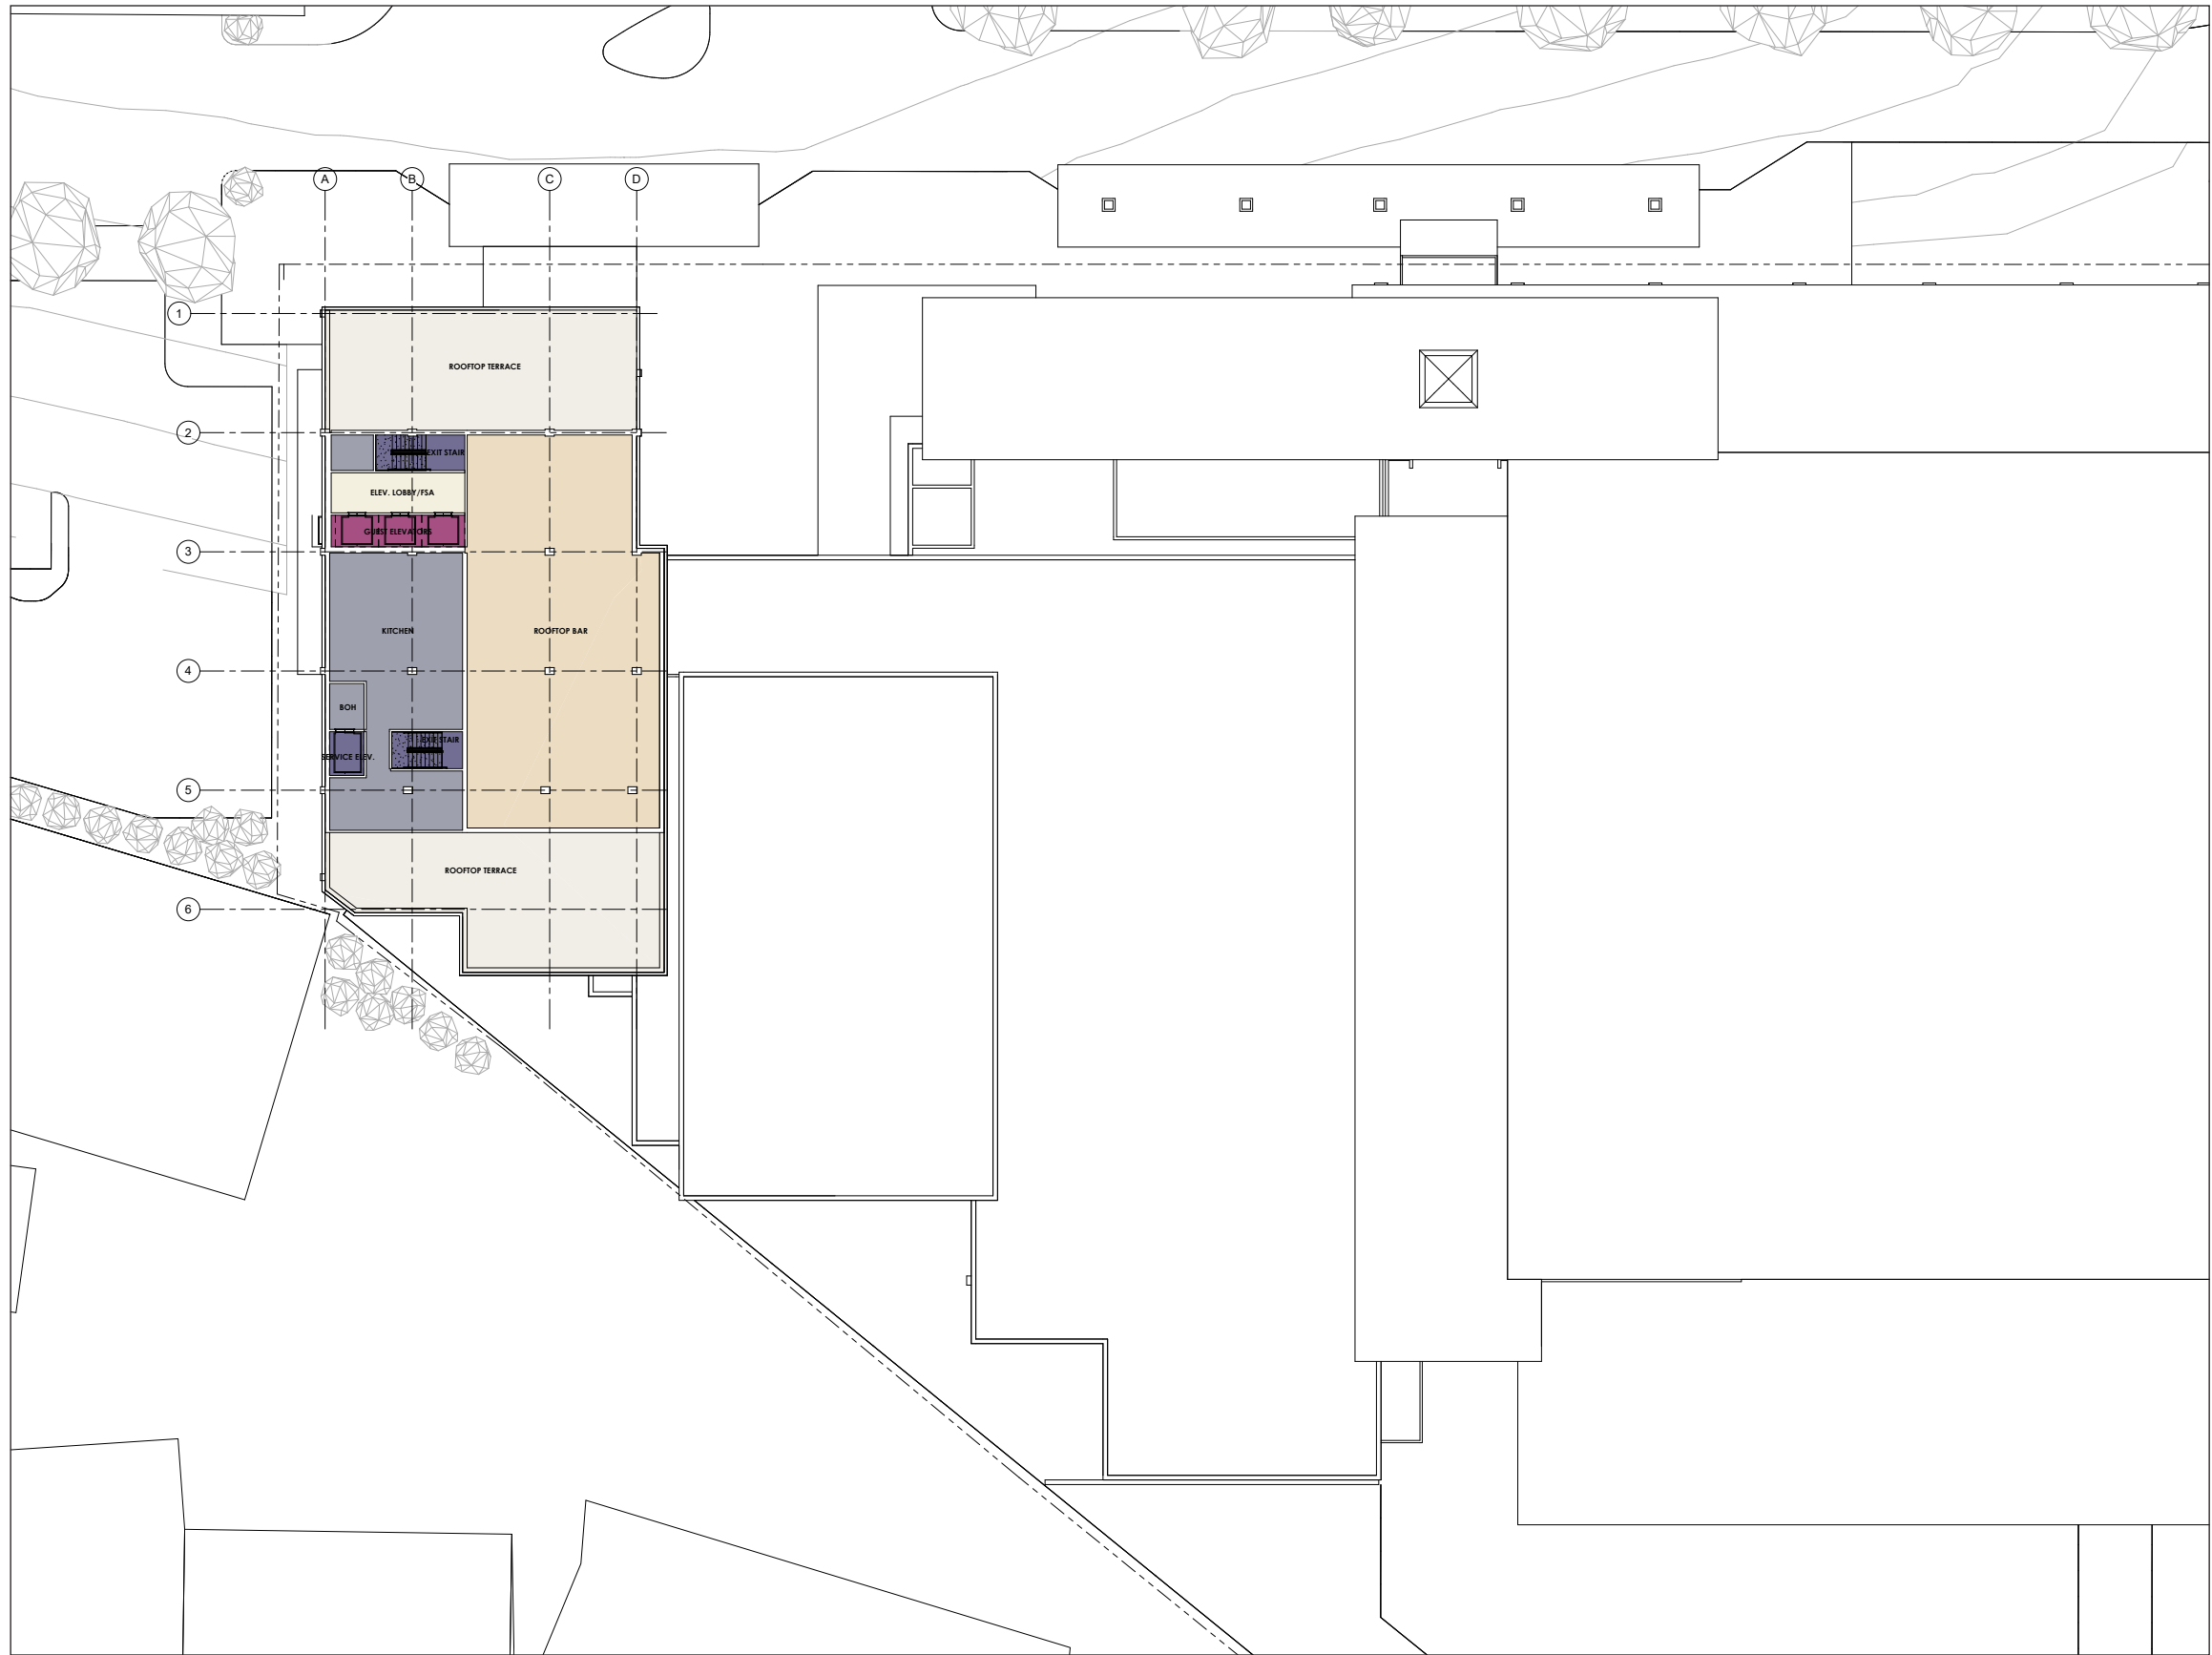 A B C D
1
ROOFTOP TERRACE
2
EXIT STAIR
ELEV. LOBBY/FSA
GUEST ELEVATORS
3
KITCHEN
ROOFTOP BAR
4
BOH
EXIT STAIR
SERVICE ELEV.
5
ROOFTOP TERRACE
6